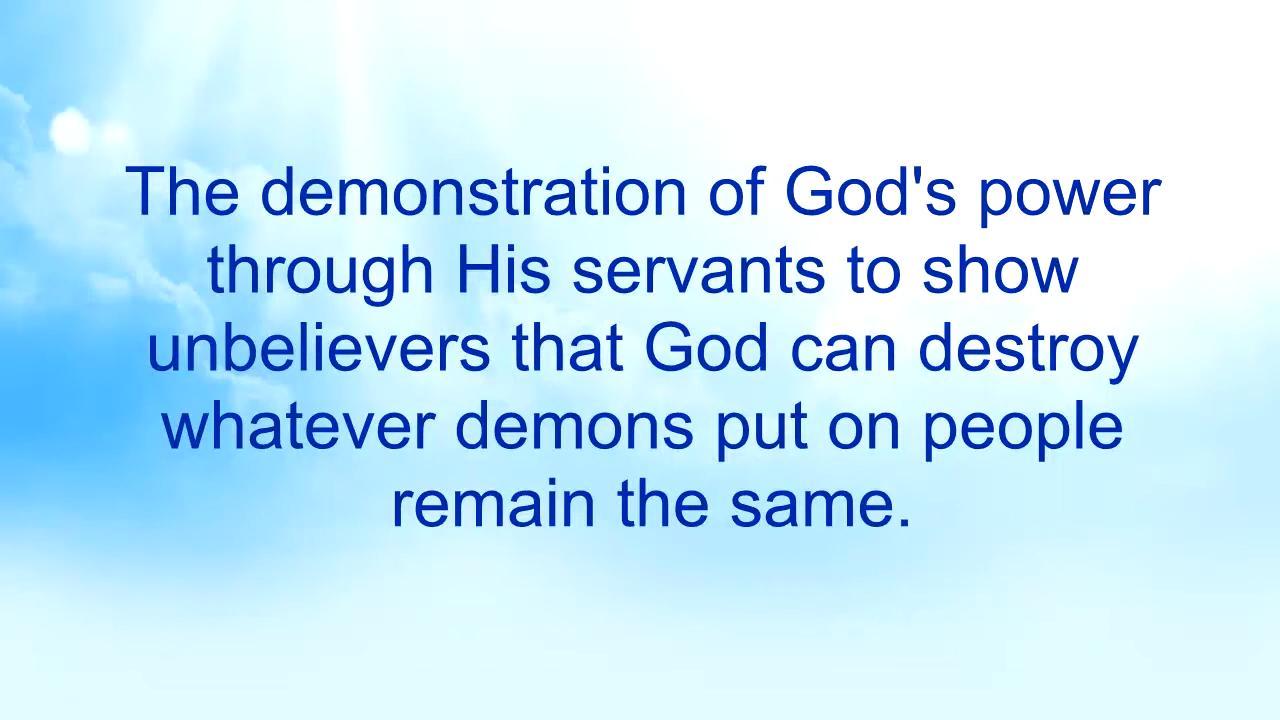 The demonstration of God's power
through His servants to show
unbelievers that God can destroy
whatever demons put on people
remain the same.